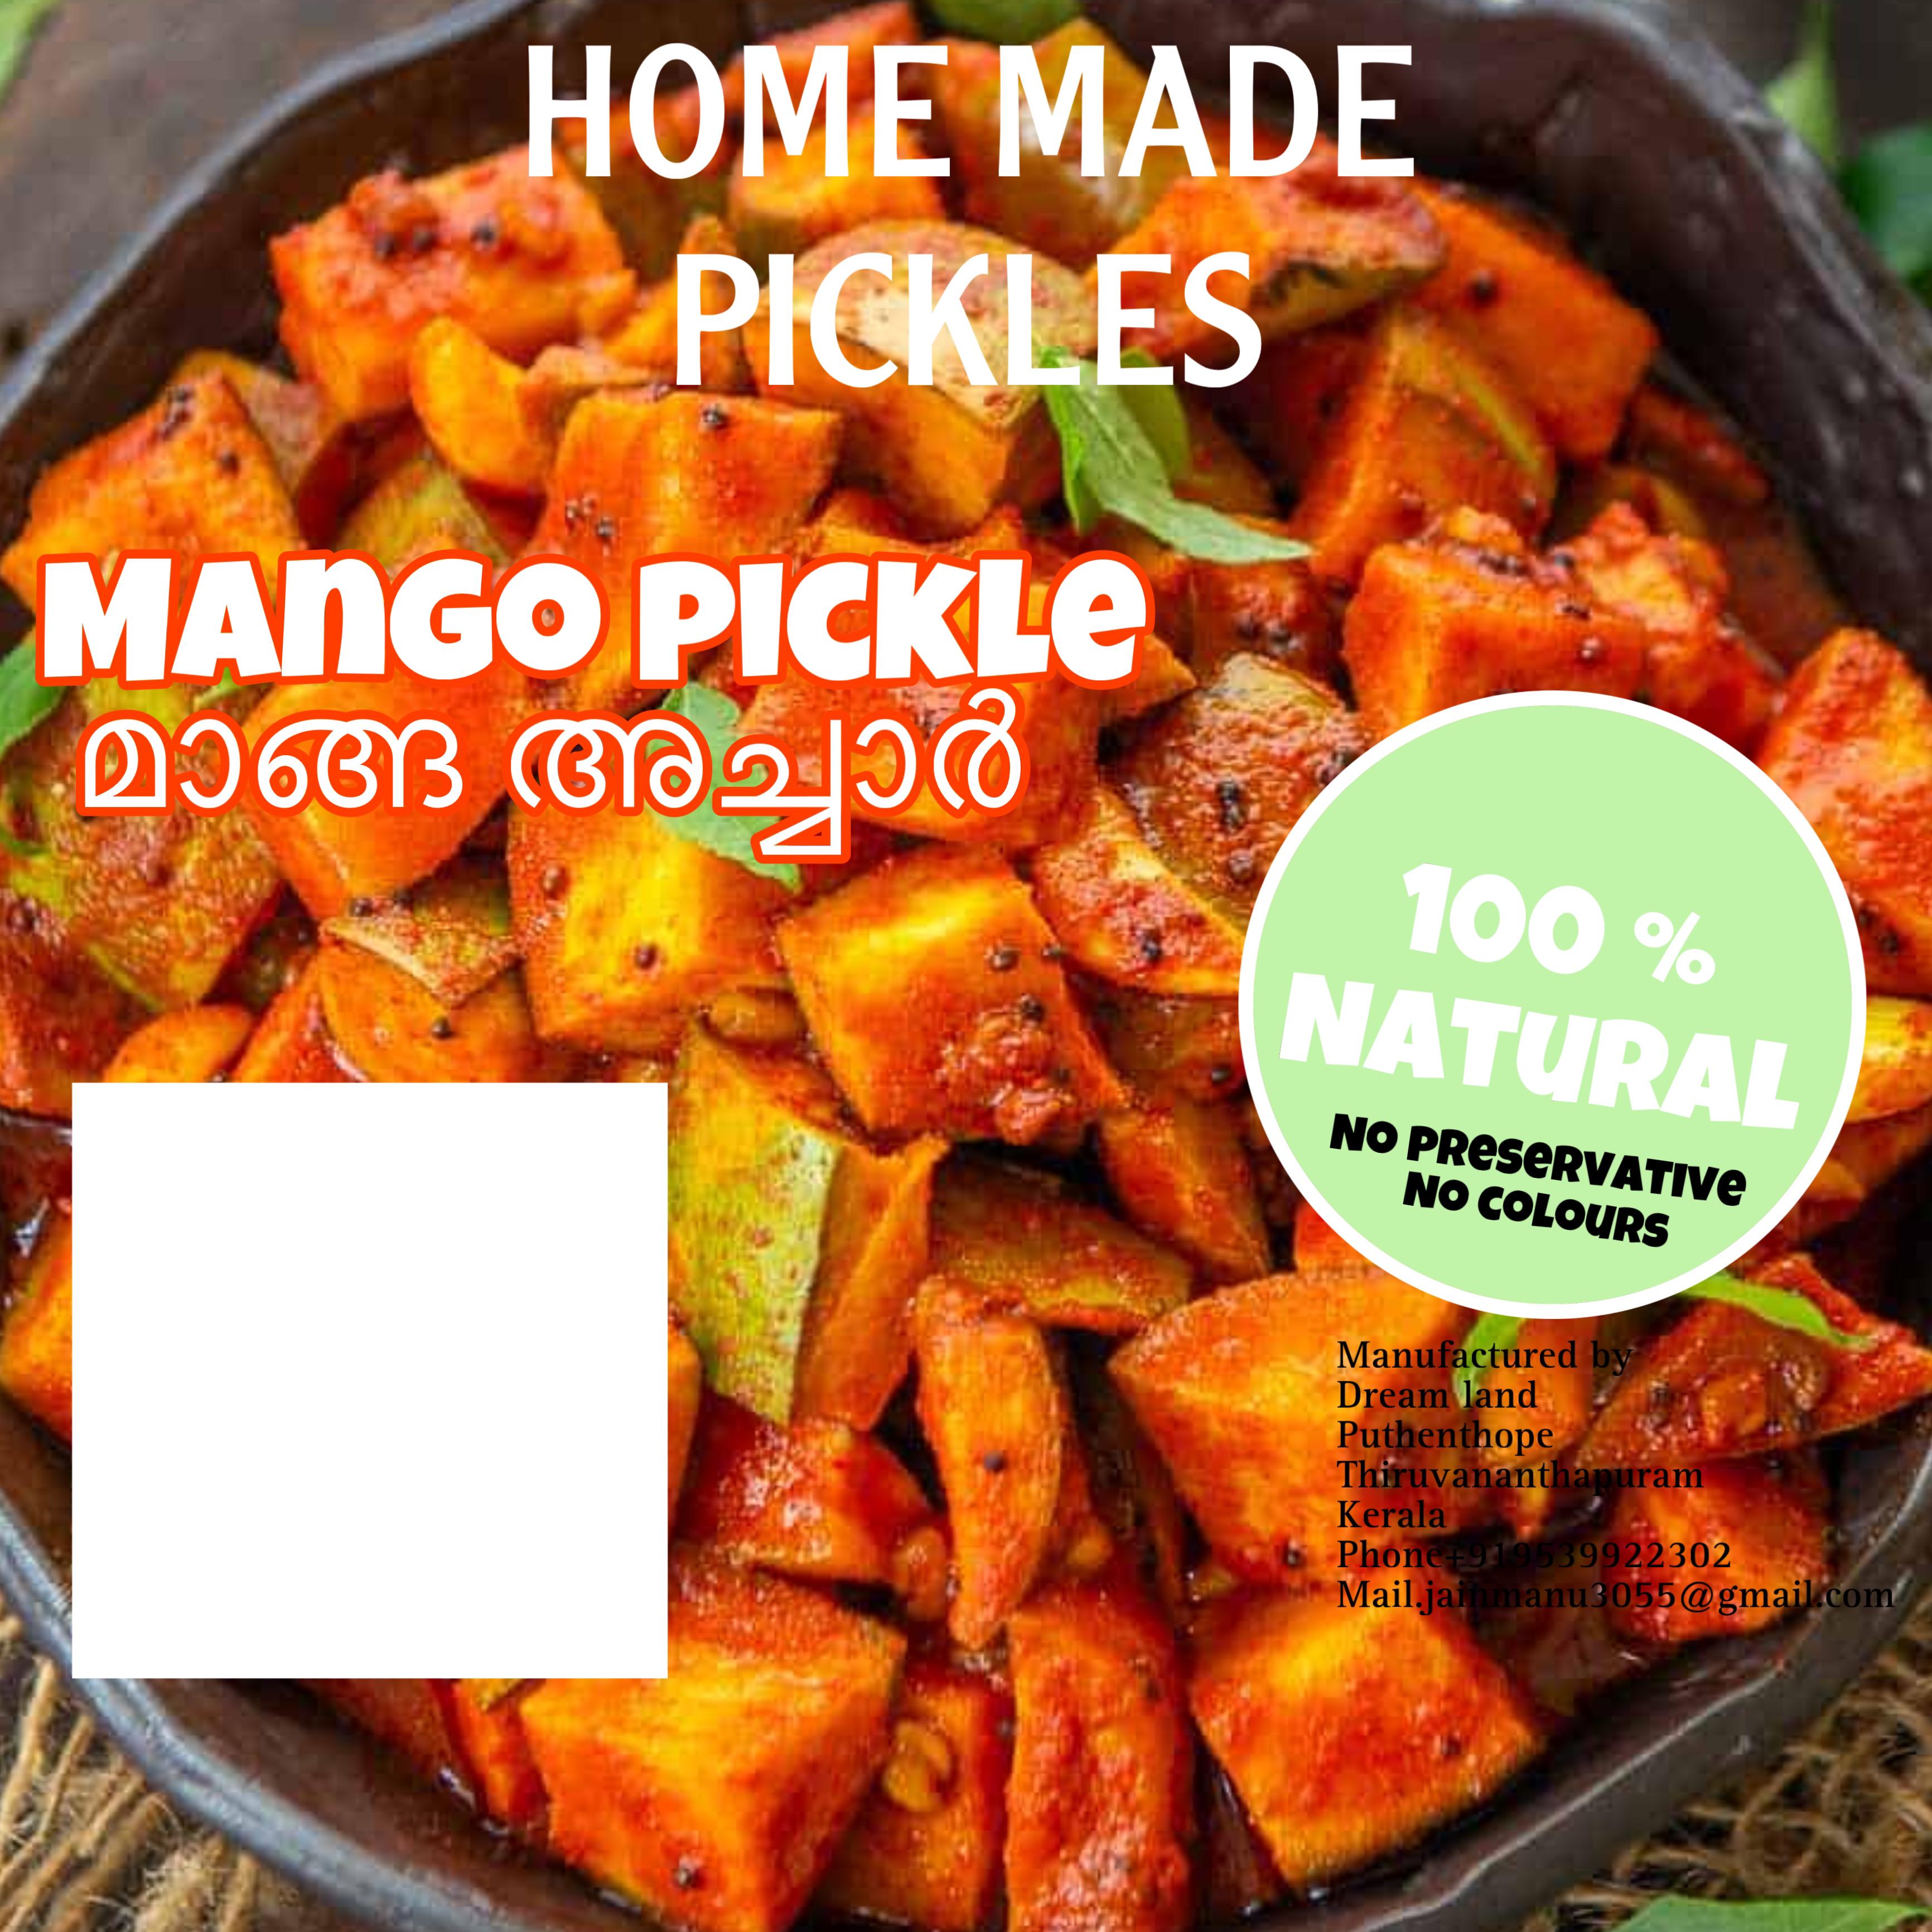 HOME MADE
PICKLES
MANGO PICKLE
മാങ്ങ അച്ചാർ
100 %
NATURAL
NO PRESERVATIVE
NO COLOURS
Manufactured by
Dream land
Puthenthope
Thiruvananthapuram
Kerala
Phone+919539922302
Mail.jainmanu3055@gmail.com